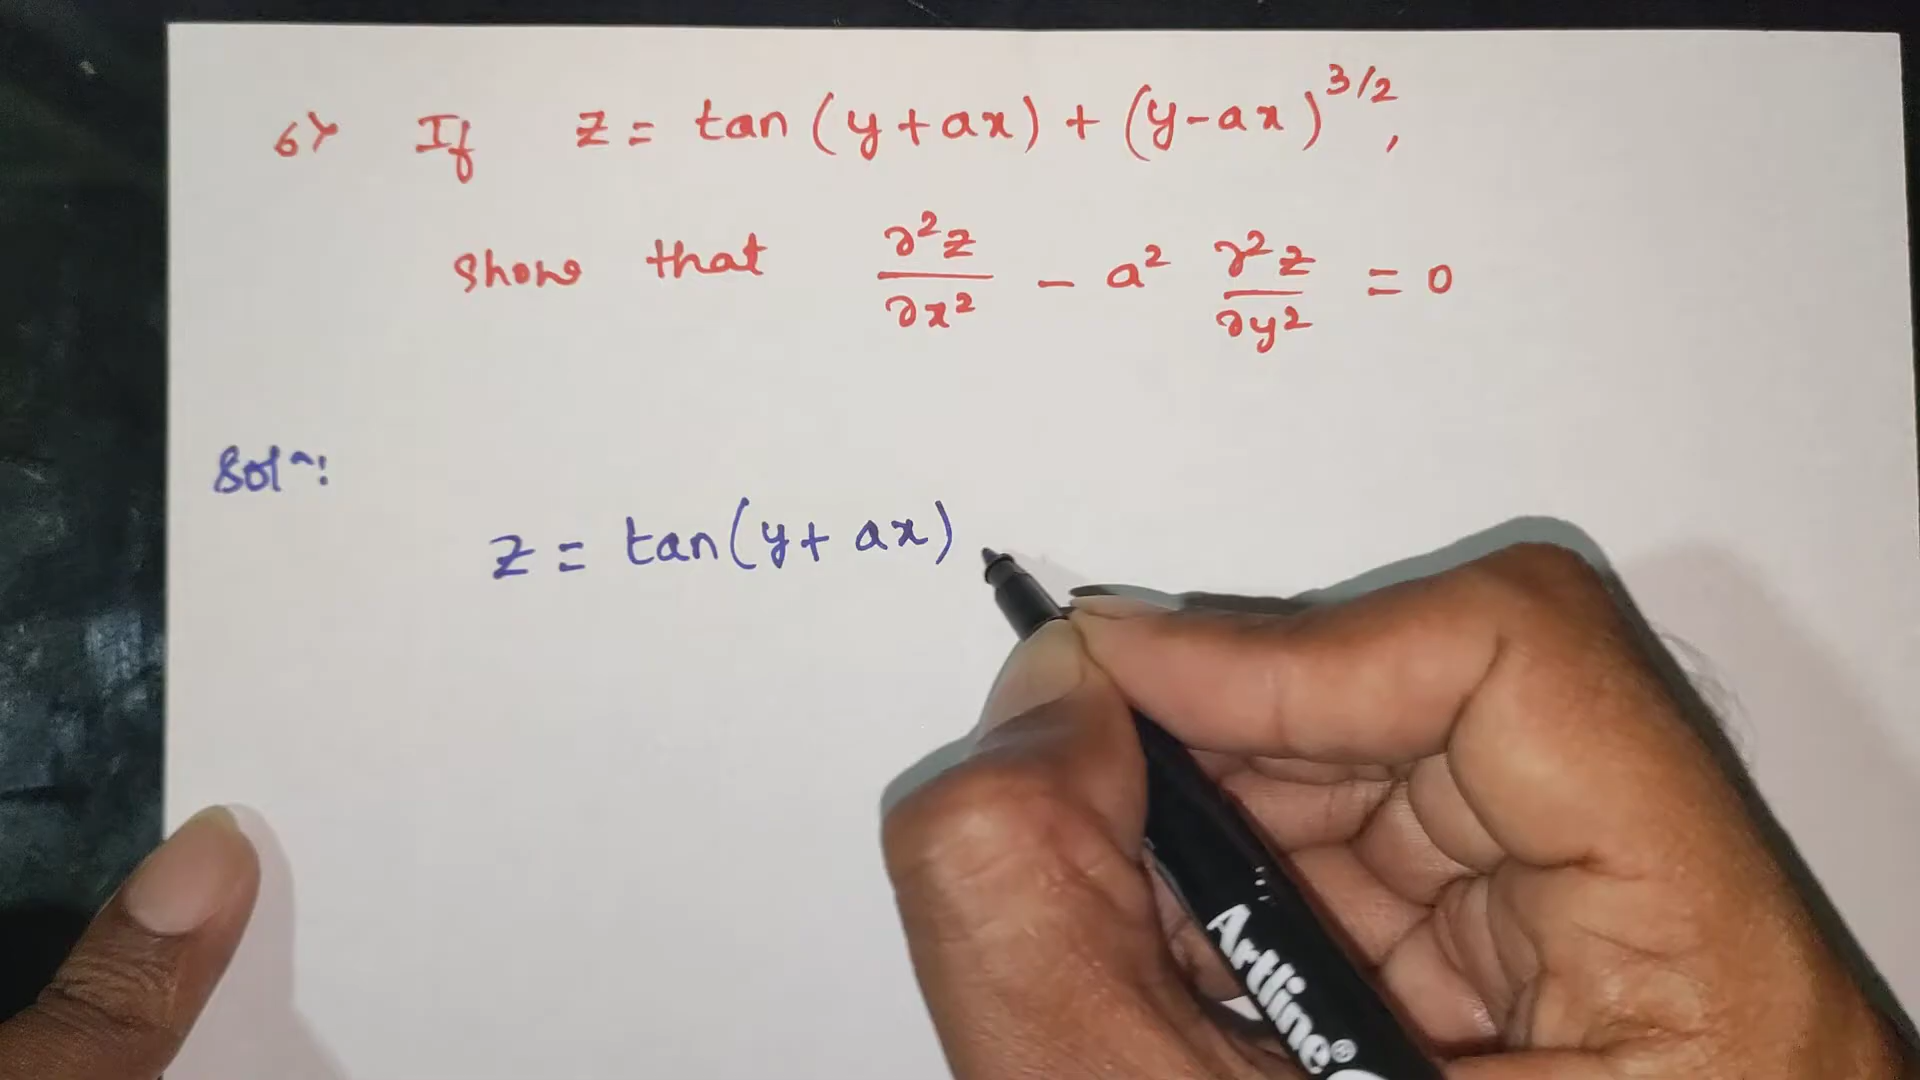 6) If z = tan (y+ax) + (y-ax)^3/2,
show that ∂²z/∂x² - a² ∂²z/∂y² = 0
Solⁿ:
z = tan(y+ ax)
Artline®